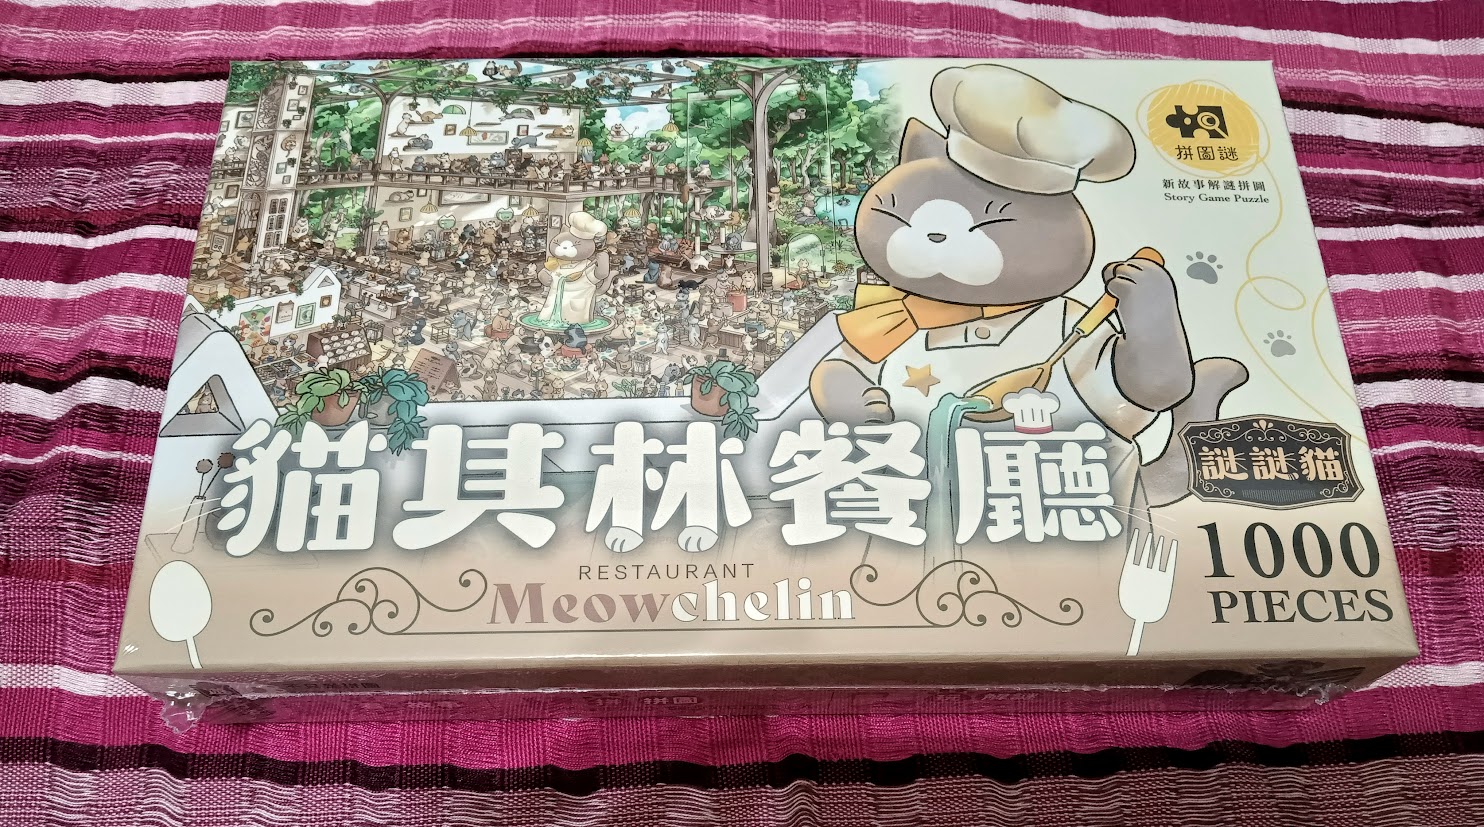 拼圖謎
新故事解謎拼圖
Story Game Puzzle
貓其林餐廳
謎謎貓
1000
PIECES
RESTAURANT
Meowchelin